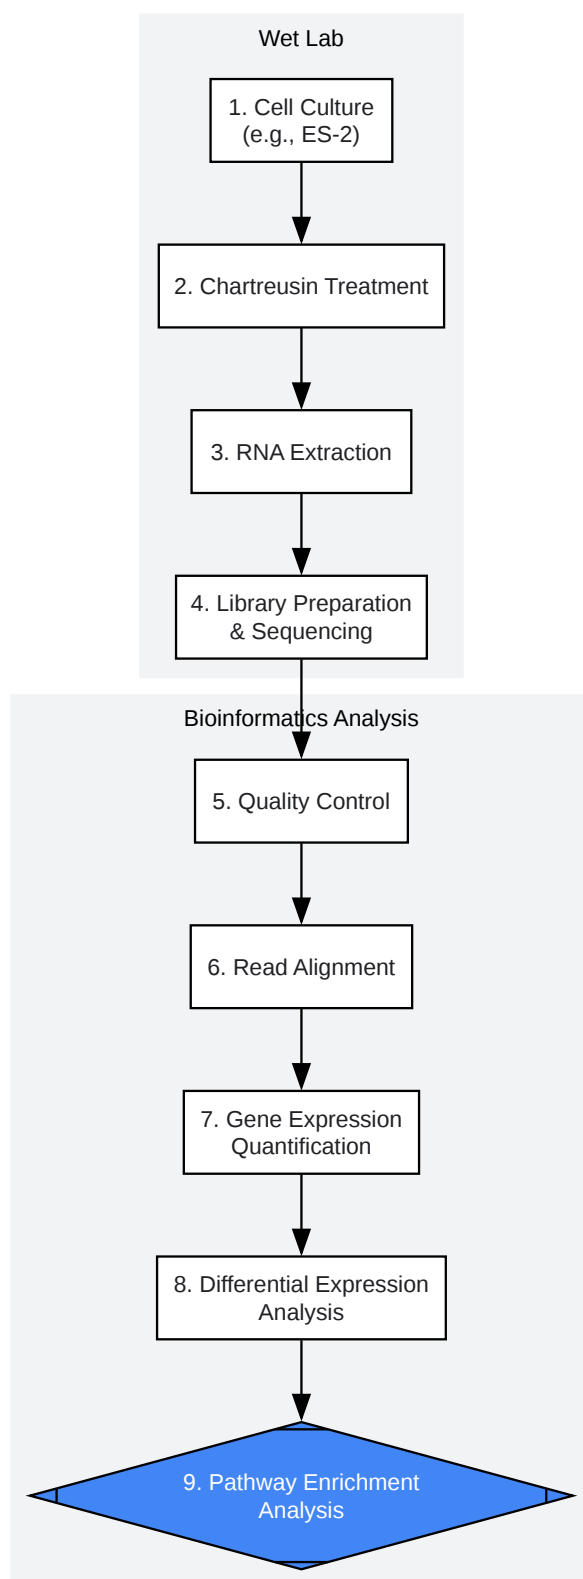 Wet Lab
1. Cell Culture
(e.g., ES-2)
2. Chartreusin Treatment
3. RNA Extraction
4. Library Preparation
& Sequencing
Bioinformatics Analysis
5. Quality Control
6. Read Alignment
7. Gene Expression
Quantification
8. Differential Expression
Analysis
9. Pathway Enrichment
Analysis